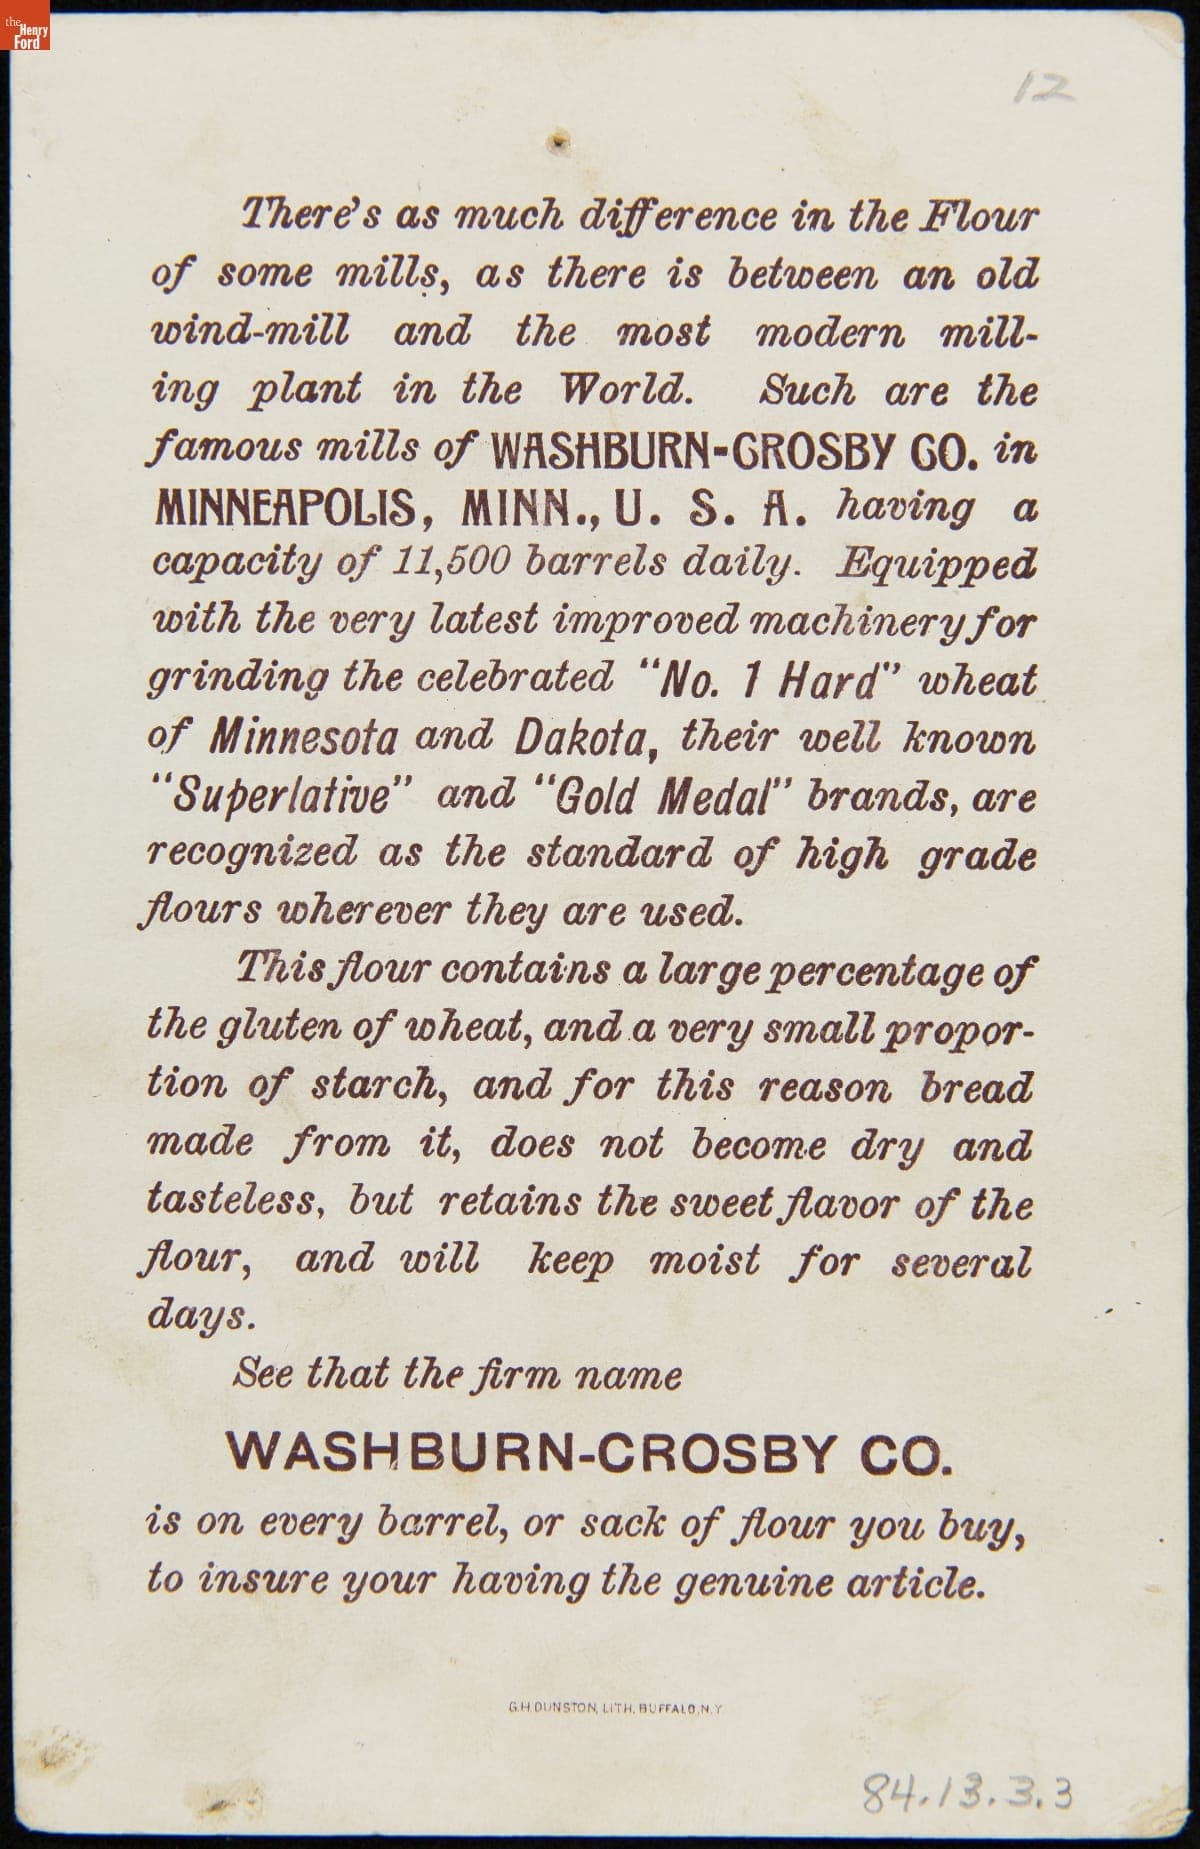 the
Henry
Ford
12
There's as much difference in the Flour
of some mills, as there is between an old
wind-mill and the most modern mill-
ing plant in the World. Such are the
famous mills of WASHBURN-CROSBY CO. in
MINNEAPOLIS, MINN., U. S. A. having a
capacity of 11,500 barrels daily. Equipped
with the very latest improved machinery for
grinding the celebrated "No. 1 Hard" wheat
of Minnesota and Dakota, their well known
"Superlative" and "Gold Medal" brands, are
recognized as the standard of high grade
flours wherever they are used.
This flour contains a large percentage of
the gluten of wheat, and a very small propor-
tion of starch, and for this reason bread
made from it, does not become dry and
tasteless, but retains the sweet flavor of the
flour, and will keep moist for several
days.
See that the firm name
WASHBURN-CROSBY CO.
is on every barrel, or sack of flour you buy,
to insure your having the genuine article.
G.H. DUNSTON, LITH, BUFFALO, N.Y.
84.13.3.3